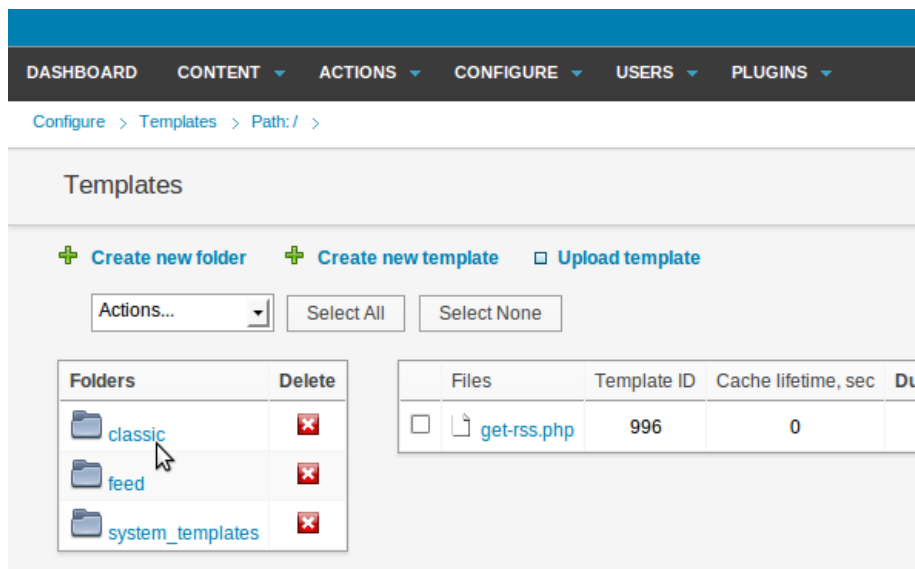 DASHBOARD CONTENT ACTIONS CONFIGURE USERS PLUGINS
Configure > Templates > Path: / >
Templates
Create new folder Create new template Upload template
Actions... Select All Select None
Folders Delete Files Template ID Cache lifetime, sec Du
classic get-rss.php 996 0
feed
system_templates